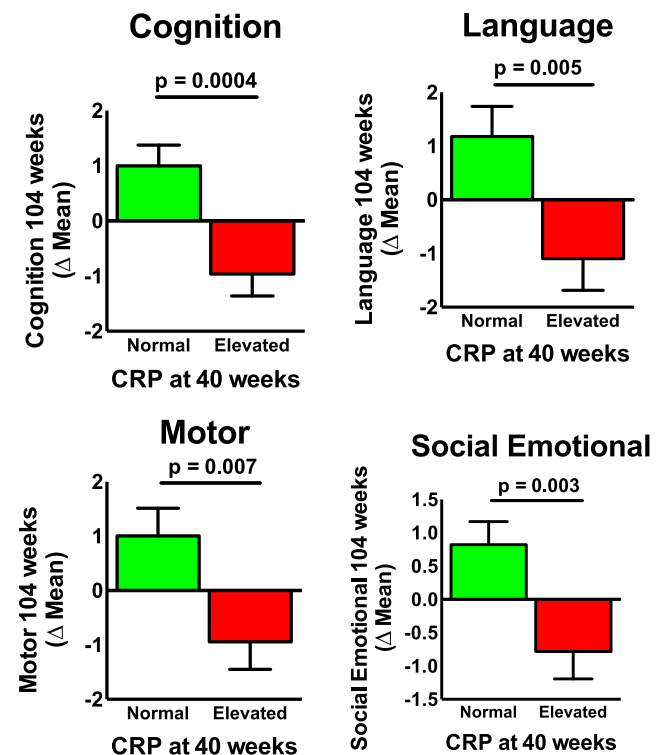 Cognition
p = 0.0004
Cognition 104 weeks
(Δ Mean)
2
1
0
-1
-2
Normal Elevated
CRP at 40 weeks
Language
p = 0.005
Language 104 weeks
(Δ Mean)
2
1
0
-1
-2
Normal Elevated
CRP at 40 weeks
Motor
p = 0.007
Motor 104 weeks
(Δ Mean)
2
1
0
-1
-2
Normal Elevated
CRP at 40 weeks
Social Emotional
p = 0.003
Social Emotional 104 weeks
(Δ Mean)
1.5
1.0
0.5
0.0
-0.5
-1.0
-1.5
Normal Elevated
CRP at 40 weeks